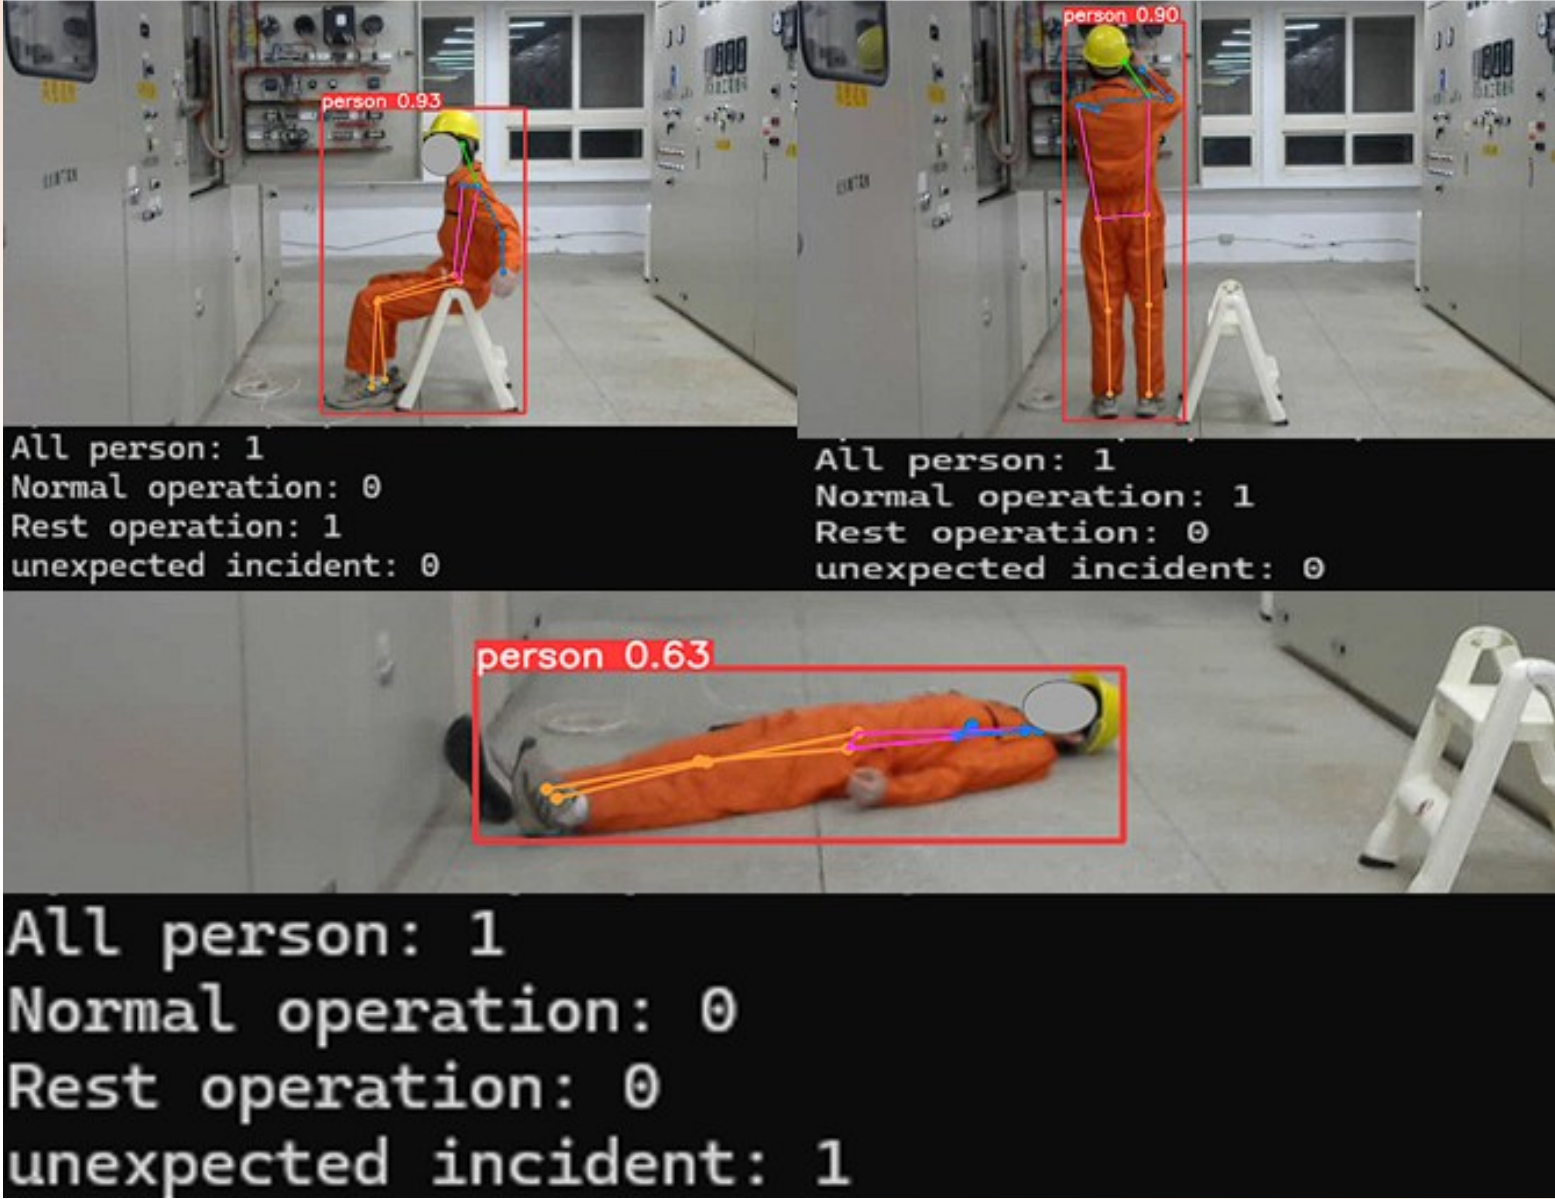 person 0.93
All person: 1
Normal operation: 0
Rest operation: 1
unexpected incident: 0
person 0.90
All person: 1
Normal operation: 1
Rest operation: 0
unexpected incident: 0
person 0.63
All person: 1
Normal operation: 0
Rest operation: 0
unexpected incident: 1